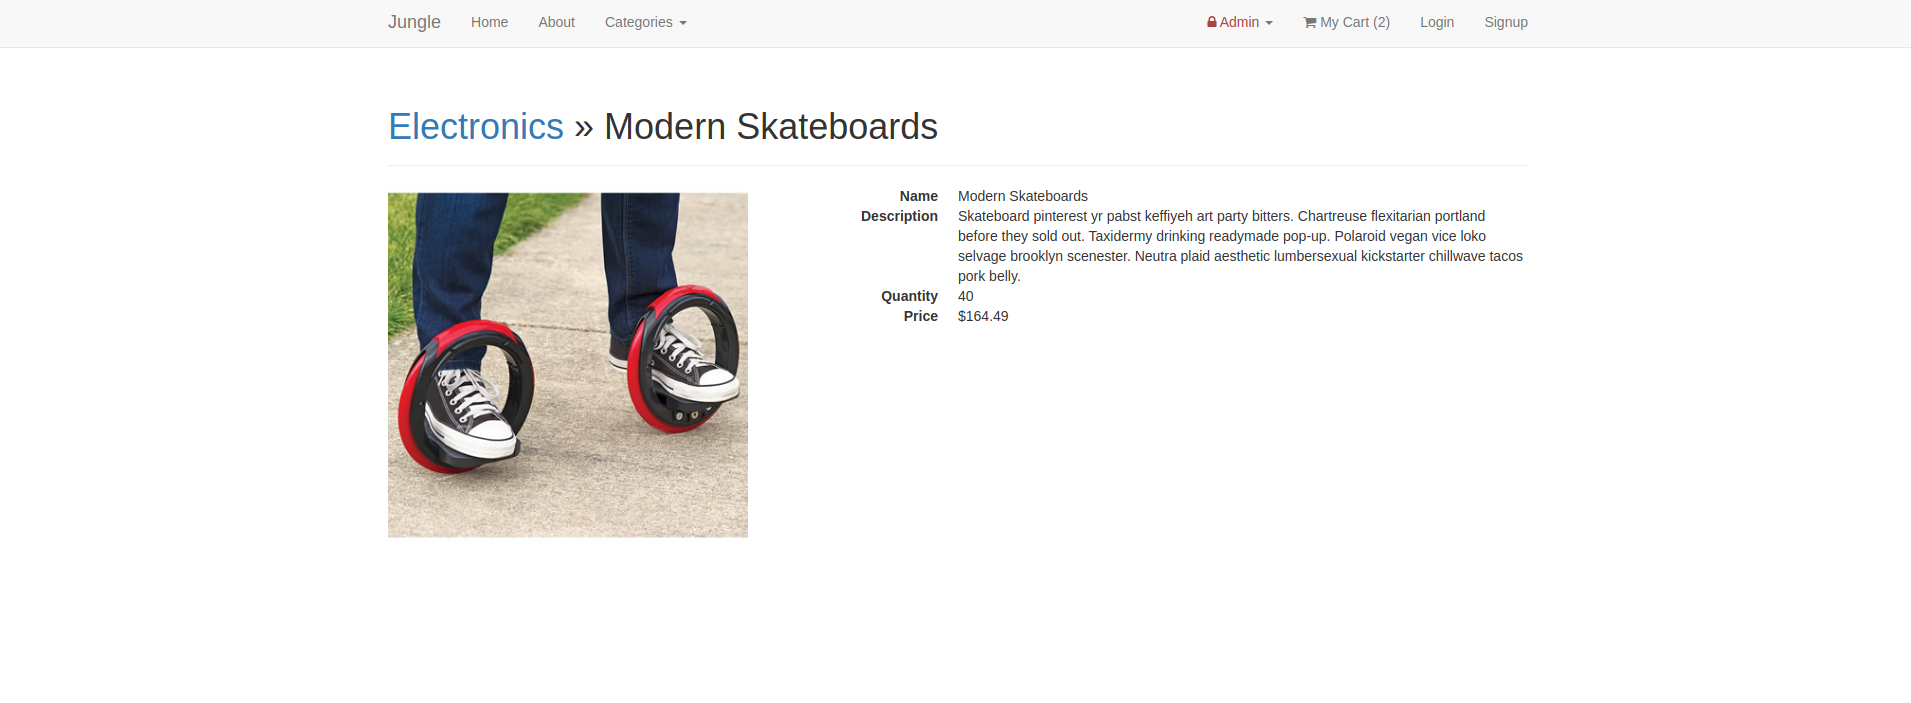 Jungle Home About Categories Admin My Cart (2) Login Signup
Electronics » Modern Skateboards
Name Modern Skateboards
Description Skateboard pinterest yr pabst keffiyeh art party bitters. Chartreuse flexitarian portland
before they sold out. Taxidermy drinking readymade pop-up. Polaroid vegan vice loko
selvage brooklyn scenester. Neutra plaid aesthetic lumbersexual kickstarter chillwave tacos
pork belly.
Quantity 40
Price $164.49